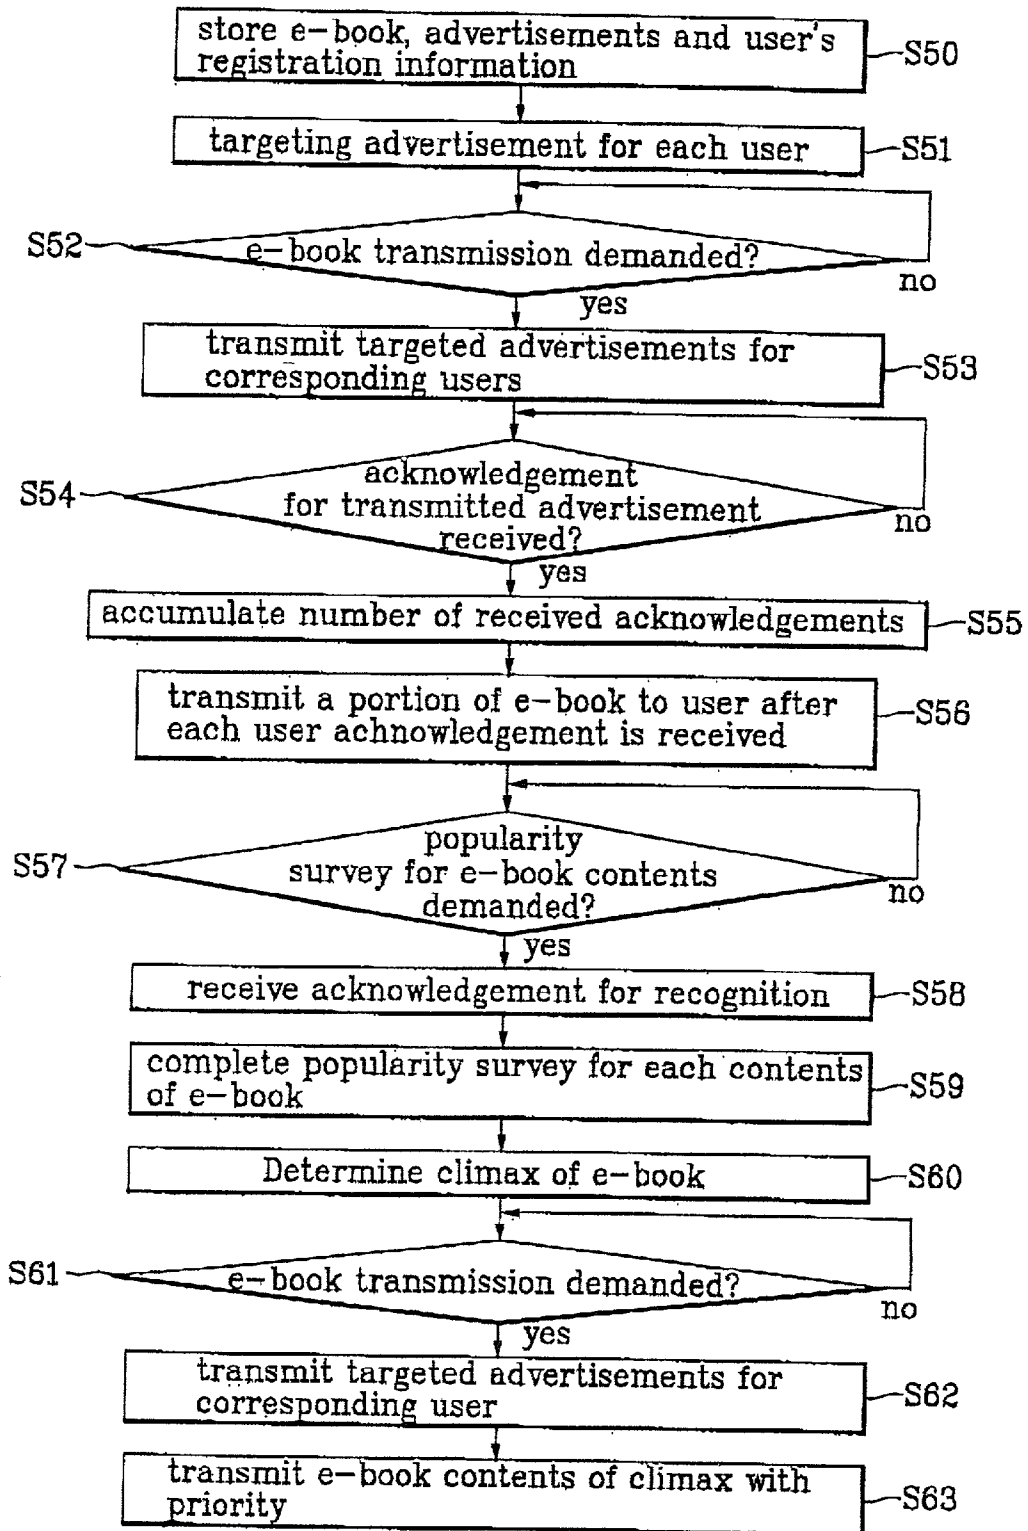 store e-book, advertisements and user's
registration information
S50
targeting advertisement for each user
S51
S52
e-book transmission demanded?
no
yes
transmit targeted advertisements for
corresponding users
S53
acknowledgement
for transmitted advertisement
received?
S54
no
yes
accumulate number of received acknowledgements
S55
transmit a portion of e-book to user after
each user achnowledgement is received
S56
popularity
survey for e-book contents
demanded?
S57
no
yes
receive acknowledgement for recognition
S58
complete popularity survey for each contents
of e-book
S59
Determine climax of e-book
S60
S61
e-book transmission demanded?
no
yes
transmit targeted advertisements for
corresponding user
S62
transmit e-book contents of climax with
priority
S63